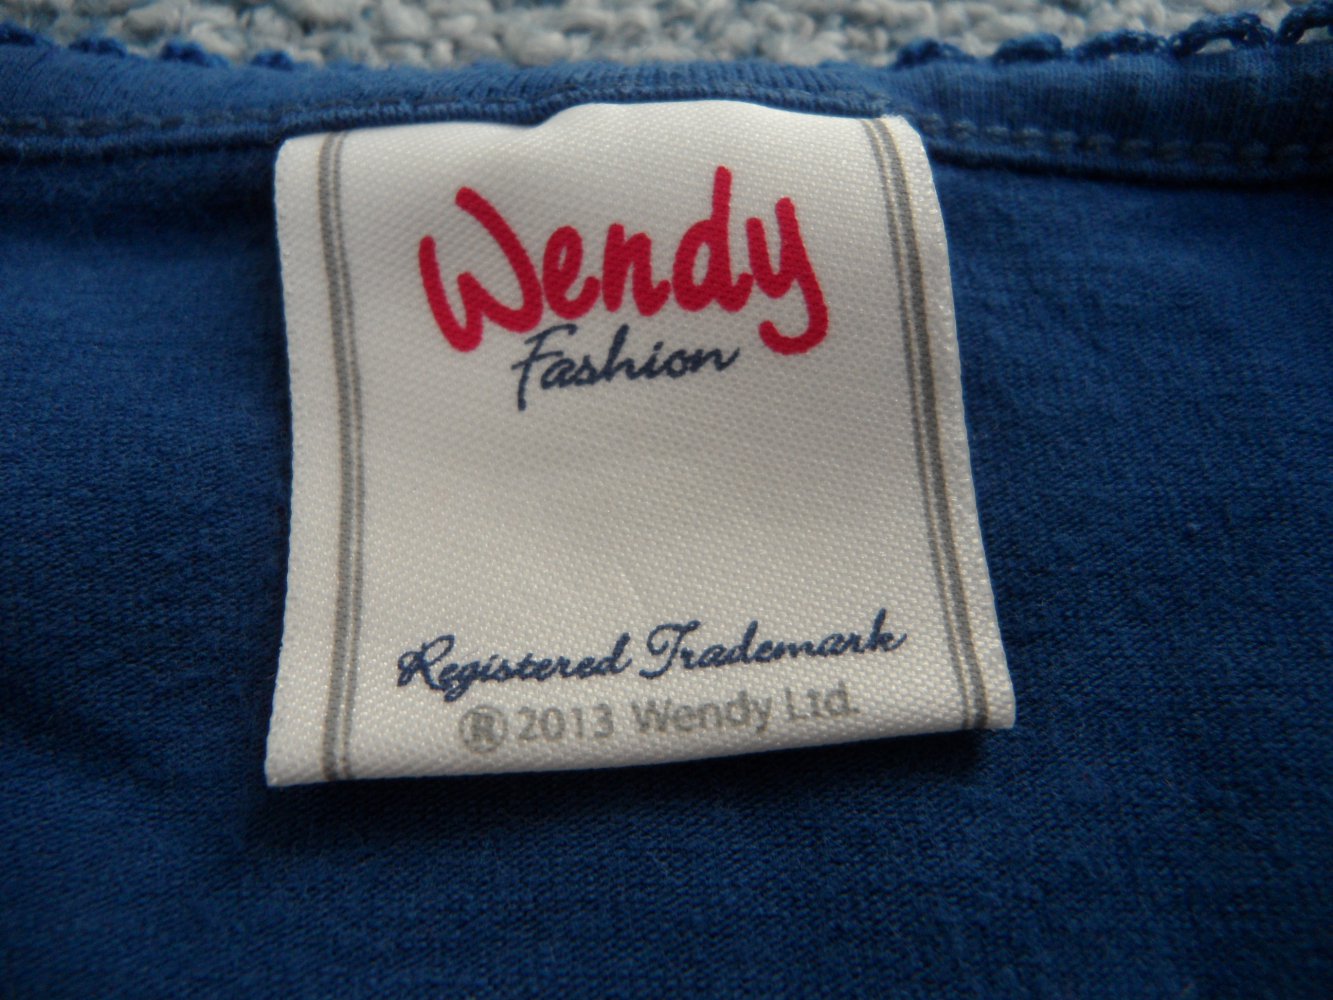 Wendy
Fashion
Registered Trademark
® 2013 Wendy Ltd.